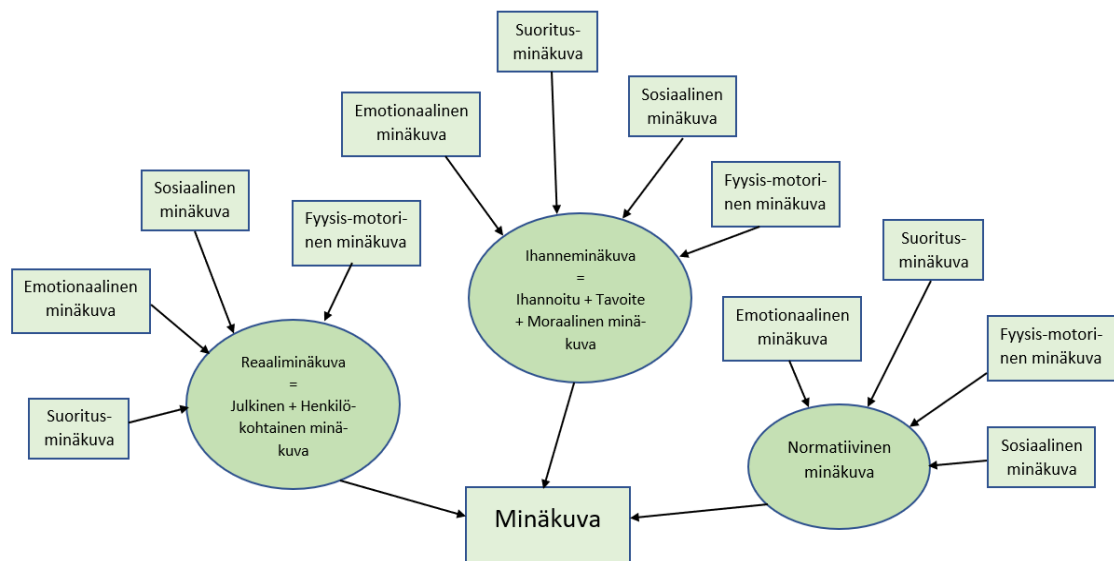 Suoritus-
minäkuva
Emotionaalinen
minäkuva
Sosiaalinen
minäkuva
Fyysis-motori-
nen minäkuva
Ihanneminäkuva
=
Ihannoitu + Tavoite
+ Moraalinen minä-
kuva
Sosiaalinen
minäkuva
Fyysis-motori-
nen minäkuva
Emotionaalinen
minäkuva
Suoritus-
minäkuva
Reaaliminäkuva
=
Julkinen + Henkilö-
kohtainen minä-
kuva
Suoritus-
minäkuva
Emotionaalinen
minäkuva
Fyysis-motori-
nen minäkuva
Sosiaalinen
minäkuva
Normatiivinen
minäkuva
Minäkuva